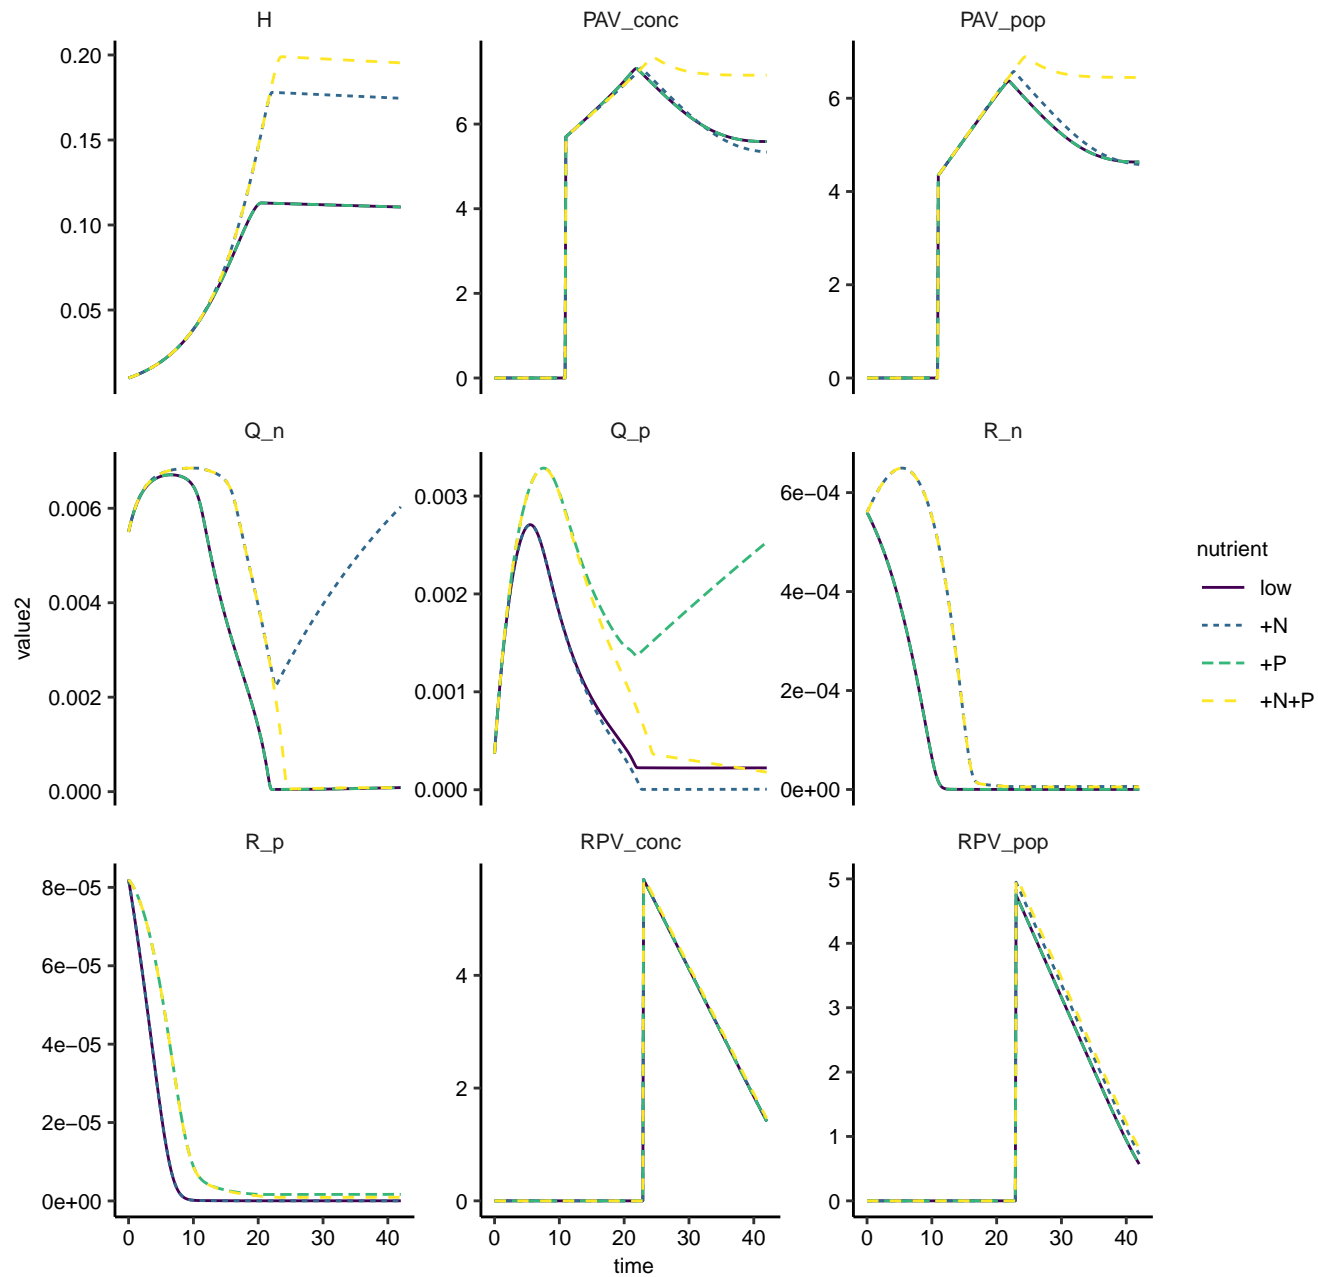 H PAV_conc PAV_pop
0.20
0.15
0.10
0.05
6
4
2
0
6
4
2
0
Q_n Q_p R_n
0.006
0.004
0.002
0.000
0.003
0.002
0.001
0.000
6e−04
4e−04
2e−04
0e+00
R_p RPV_conc RPV_pop
8e−05
6e−05
4e−05
2e−05
0e+00
4
2
0
5
4
3
2
1
0
0 10 20 30 40 0 10 20 30 40 0 10 20 30 40
time
value2
nutrient
low
+N
+P
+N+P